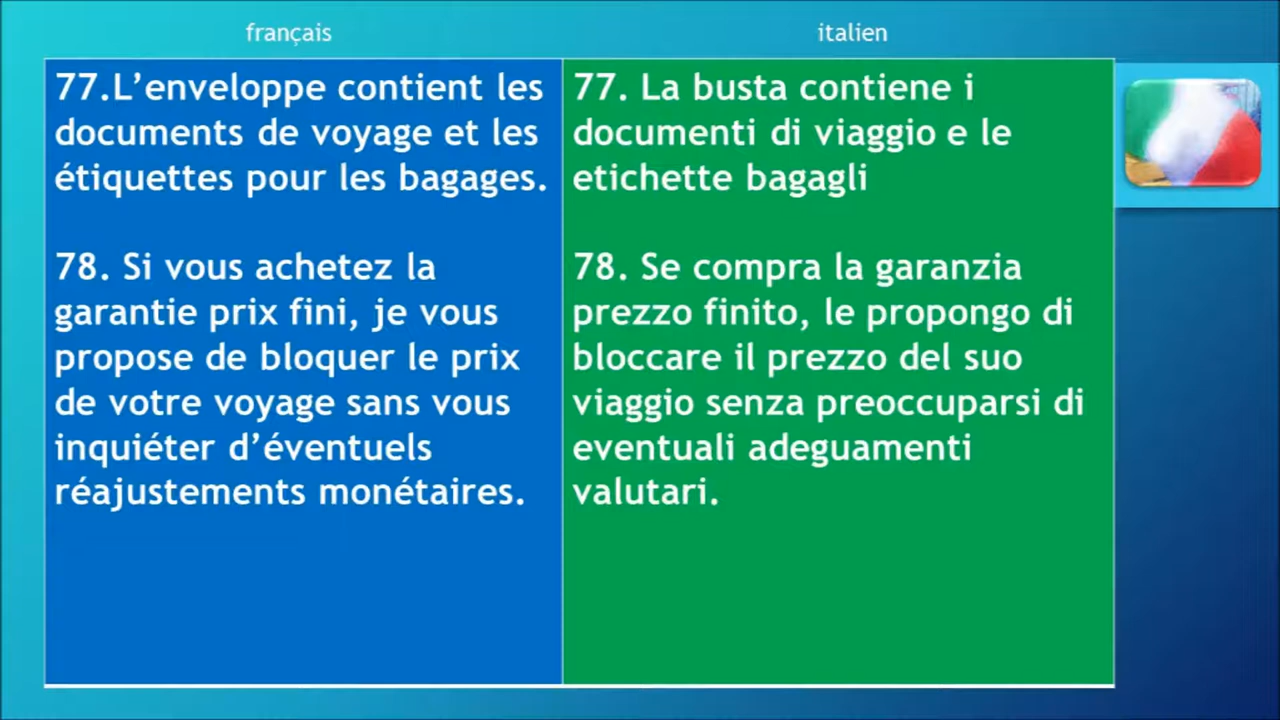 français
italien
77.L’enveloppe contient les
documents de voyage et les
étiquettes pour les bagages.
78. Si vous achetez la
garantie prix fini, je vous
propose de bloquer le prix
de votre voyage sans vous
inquiéter d’éventuels
réajustements monétaires.
77. La busta contiene i
documenti di viaggio e le
etichette bagagli
78. Se compra la garanzia
prezzo finito, le propongo di
bloccare il prezzo del suo
viaggio senza preoccuparsi di
eventuali adeguamenti
valutari.